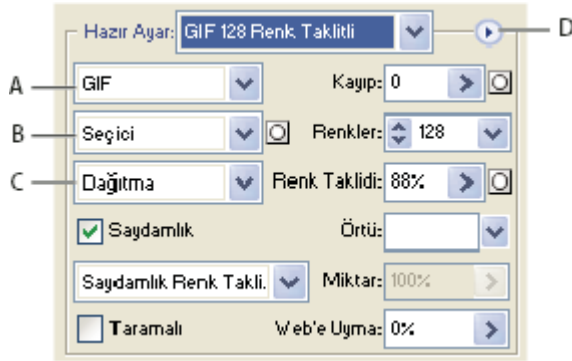 Hazır Ayar: GIF 128 Renk Taklitli D
A GIF Kayıp: 0
B Seçici Renkler: 128
C Dağıtma Renk Taklidi: 88%
Saydamlık Örtü:
Saydamlık Renk Takli. Miktar: 100%
Taramalı Web'e Uyma: 0%